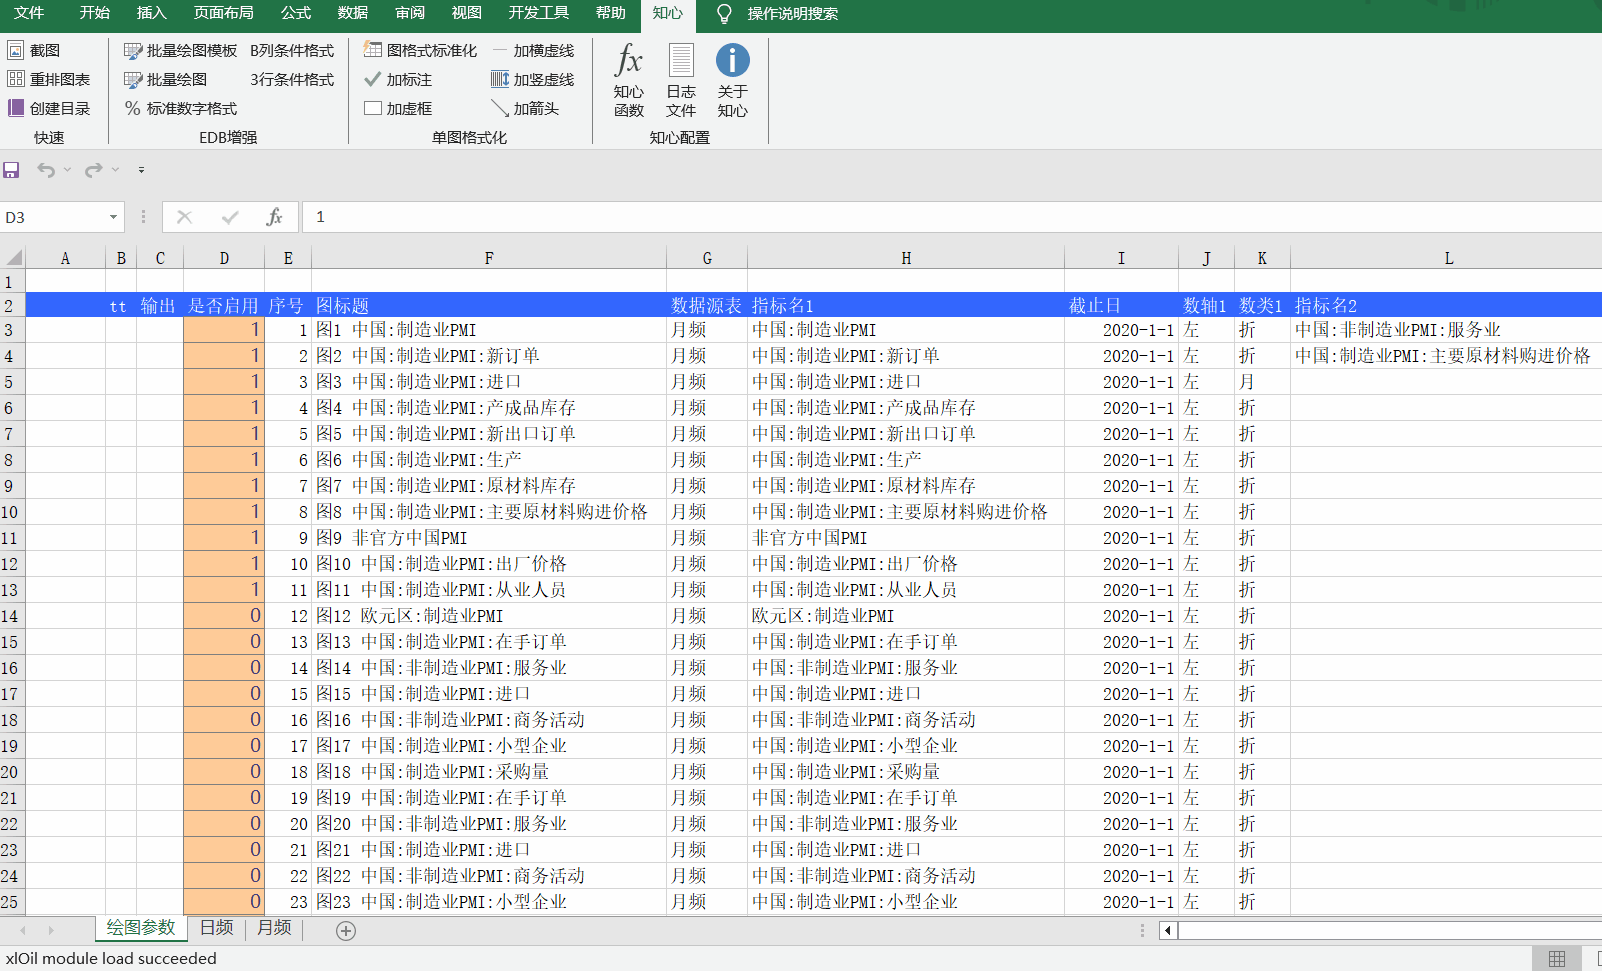 文件 开始 插入 页面布局 公式 数据 审阅 视图 开发工具 帮助 知心 操作说明搜索
截图 批量绘图模板 B列条件格式 图格式标准化 加横虚线
重排图表 批量绘图 3行条件格式 加标注 加竖虚线
创建目录 % 标准数字格式 加虚框 加箭头
fx 知心函数 日志文件 关于知心
快速 EDB增强 单图格式化 知心配置
D3 fx 1
A B C D E F G H I J K L
1
2 tt 输出 是否启用 序号 图标题 数据源表 指标名1 截止日 数轴1 数类1 指标名2
3 1 1 图1 中国:制造业PMI 月频 中国:制造业PMI 2020-1-1 左 折 中国:非制造业PMI:服务业
4 1 2 图2 中国:制造业PMI:新订单 月频 中国:制造业PMI:新订单 2020-1-1 左 折 中国:制造业PMI:主要原材料购进价格
5 1 3 图3 中国:制造业PMI:进口 月频 中国:制造业PMI:进口 2020-1-1 左 月
6 1 4 图4 中国:制造业PMI:产成品库存 月频 中国:制造业PMI:产成品库存 2020-1-1 左 折
7 1 5 图5 中国:制造业PMI:新出口订单 月频 中国:制造业PMI:新出口订单 2020-1-1 左 折
8 1 6 图6 中国:制造业PMI:生产 月频 中国:制造业PMI:生产 2020-1-1 左 折
9 1 7 图7 中国:制造业PMI:原材料库存 月频 中国:制造业PMI:原材料库存 2020-1-1 左 折
10 1 8 图8 中国:制造业PMI:主要原材料购进价格 月频 中国:制造业PMI:主要原材料购进价格 2020-1-1 左 折
11 1 9 图9 非官方中国PMI 月频 非官方中国PMI 2020-1-1 左 折
12 1 10 图10 中国:制造业PMI:出厂价格 月频 中国:制造业PMI:出厂价格 2020-1-1 左 折
13 1 11 图11 中国:制造业PMI:从业人员 月频 中国:制造业PMI:从业人员 2020-1-1 左 折
14 0 12 图12 欧元区:制造业PMI 月频 欧元区:制造业PMI 2020-1-1 左 折
15 0 13 图13 中国:制造业PMI:在手订单 月频 中国:制造业PMI:在手订单 2020-1-1 左 折
16 0 14 图14 中国:非制造业PMI:服务业 月频 中国:非制造业PMI:服务业 2020-1-1 左 折
17 0 15 图15 中国:制造业PMI:进口 月频 中国:制造业PMI:进口 2020-1-1 左 折
18 0 16 图16 中国:非制造业PMI:商务活动 月频 中国:非制造业PMI:商务活动 2020-1-1 左 折
19 0 17 图17 中国:制造业PMI:小型企业 月频 中国:制造业PMI:小型企业 2020-1-1 左 折
20 0 18 图18 中国:制造业PMI:采购量 月频 中国:制造业PMI:采购量 2020-1-1 左 折
21 0 19 图19 中国:制造业PMI:在手订单 月频 中国:制造业PMI:在手订单 2020-1-1 左 折
22 0 20 图20 中国:非制造业PMI:服务业 月频 中国:非制造业PMI:服务业 2020-1-1 左 折
23 0 21 图21 中国:制造业PMI:进口 月频 中国:制造业PMI:进口 2020-1-1 左 折
24 0 22 图22 中国:非制造业PMI:商务活动 月频 中国:非制造业PMI:商务活动 2020-1-1 左 折
25 0 23 图23 中国:制造业PMI:小型企业 月频 中国:制造业PMI:小型企业 2020-1-1 左 折
绘图参数 日频 月频
xlOil module load succeeded